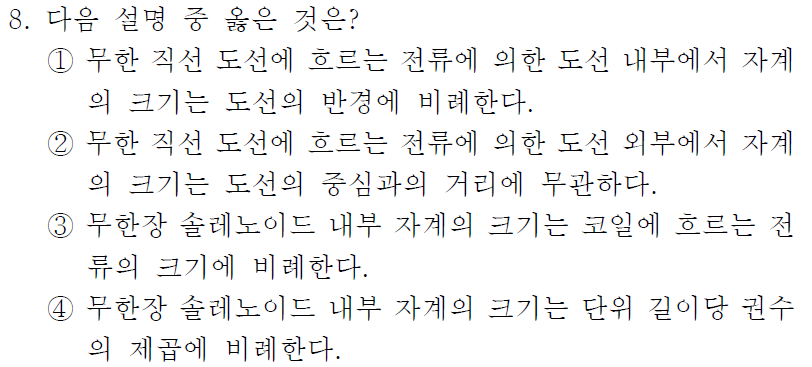 8. 다음 설명 중 옳은 것은?
① 무한 직선 도선에 흐르는 전류에 의한 도선 내부에서 자계
의 크기는 도선의 반경에 비례한다.
② 무한 직선 도선에 흐르는 전류에 의한 도선 외부에서 자계
의 크기는 도선의 중심과의 거리에 무관하다.
③ 무한장 솔레노이드 내부 자계의 크기는 코일에 흐르는 전
류의 크기에 비례한다.
④ 무한장 솔레노이드 내부 자계의 크기는 단위 길이당 권수
의 제곱에 비례한다.